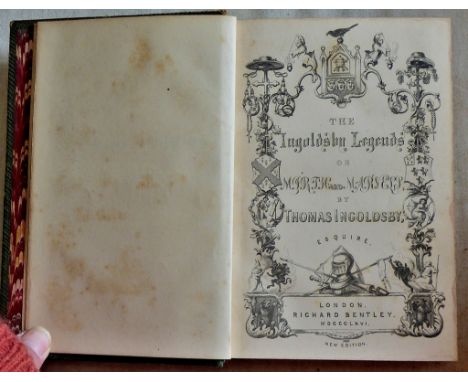 THE
Ingoldsby Legends
OR
MIRTH AND MARVELS,
BY
THOMAS INGOLDSBY,
ESQUIRE.
LONDON.
RICHARD BENTLEY,
MDCCCLXVI.
NEW EDITION.